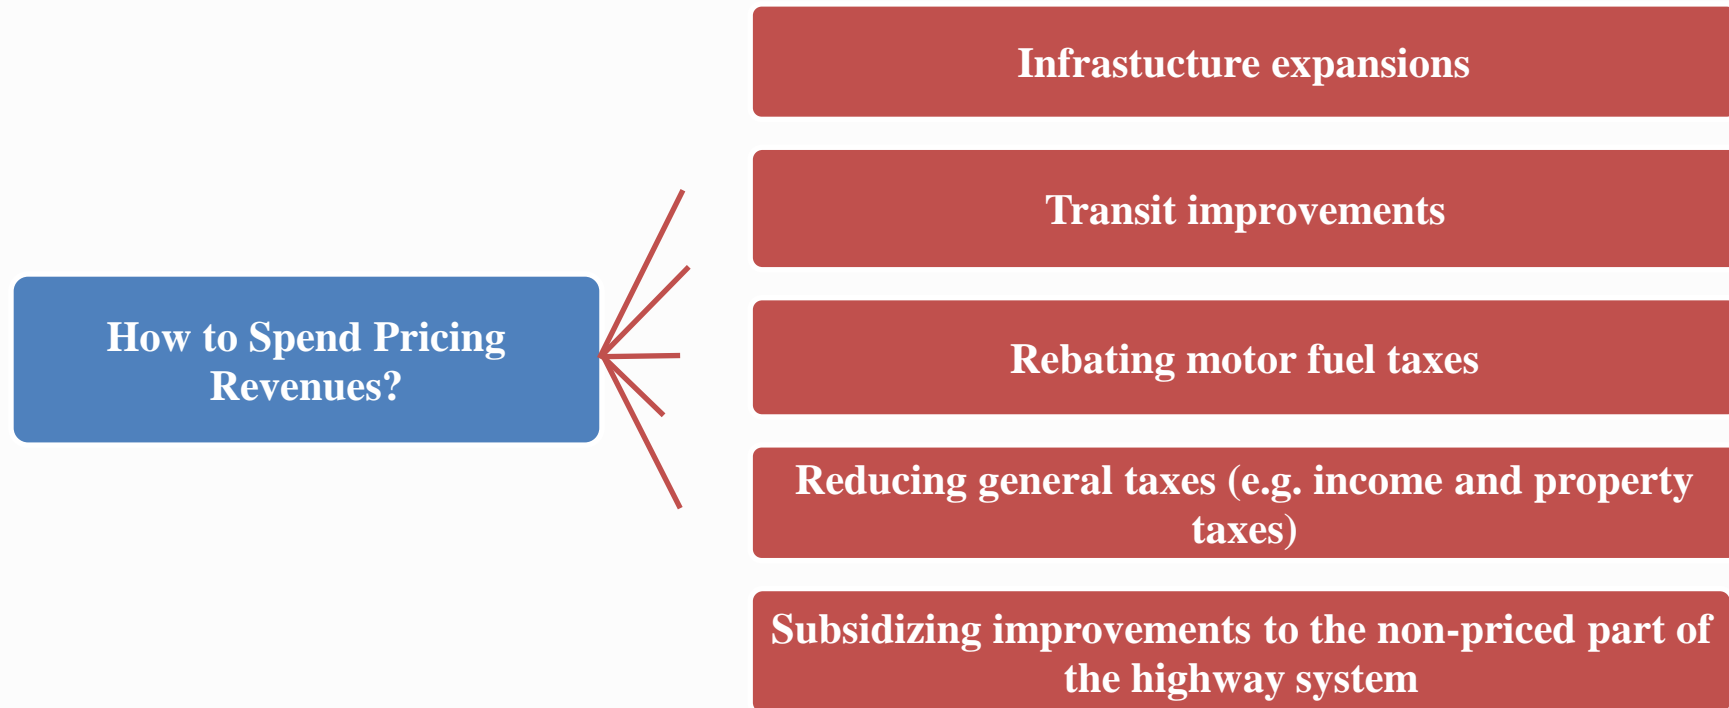 Infrastucture expansions
Transit improvements
How to Spend Pricing
Revenues?
Rebating motor fuel taxes
Reducing general taxes (e.g. income and property
taxes)
Subsidizing improvements to the non-priced part of
the highway system